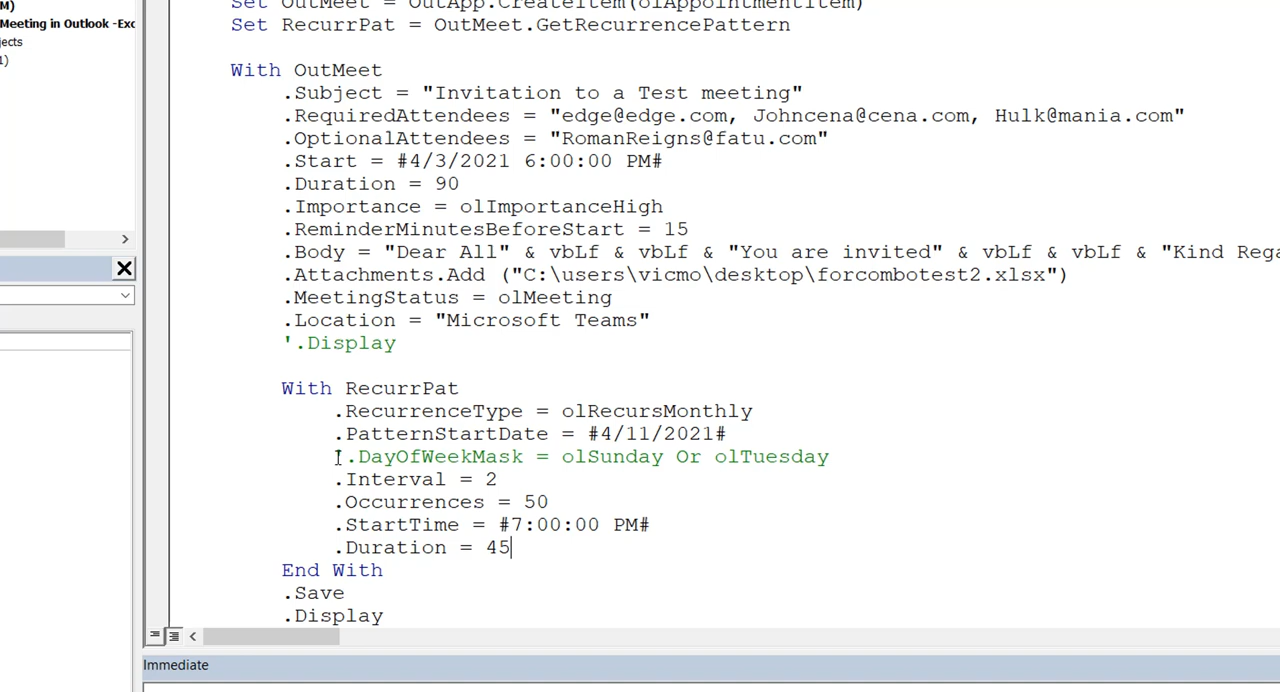 M)
Meeting in Outlook -Exc
jects
1)
Set OutMeet = OutApp.CreateItem(olAppointmentItem)
Set RecurrPat = OutMeet.GetRecurrencePattern
With OutMeet
.Subject = "Invitation to a Test meeting"
.RequiredAttendees = "edge@edge.com, Johncena@cena.com, Hulk@mania.com"
.OptionalAttendees = "RomanReigns@fatu.com"
.Start = #4/3/2021 6:00:00 PM#
.Duration = 90
.Importance = olImportanceHigh
.ReminderMinutesBeforeStart = 15
.Body = "Dear All" & vbLf & vbLf & "You are invited" & vbLf & vbLf & "Kind Rega
.Attachments.Add ("C:\users\vicmo\desktop\forcombotest2.xlsx")
.MeetingStatus = olMeeting
.Location = "Microsoft Teams"
'.Display
With RecurrPat
.RecurrenceType = olRecursMonthly
.PatternStartDate = #4/11/2021#
'.DayOfWeekMask = olSunday Or olTuesday
.Interval = 2
.Occurrences = 50
.StartTime = #7:00:00 PM#
.Duration = 45
End With
.Save
.Display
Immediate